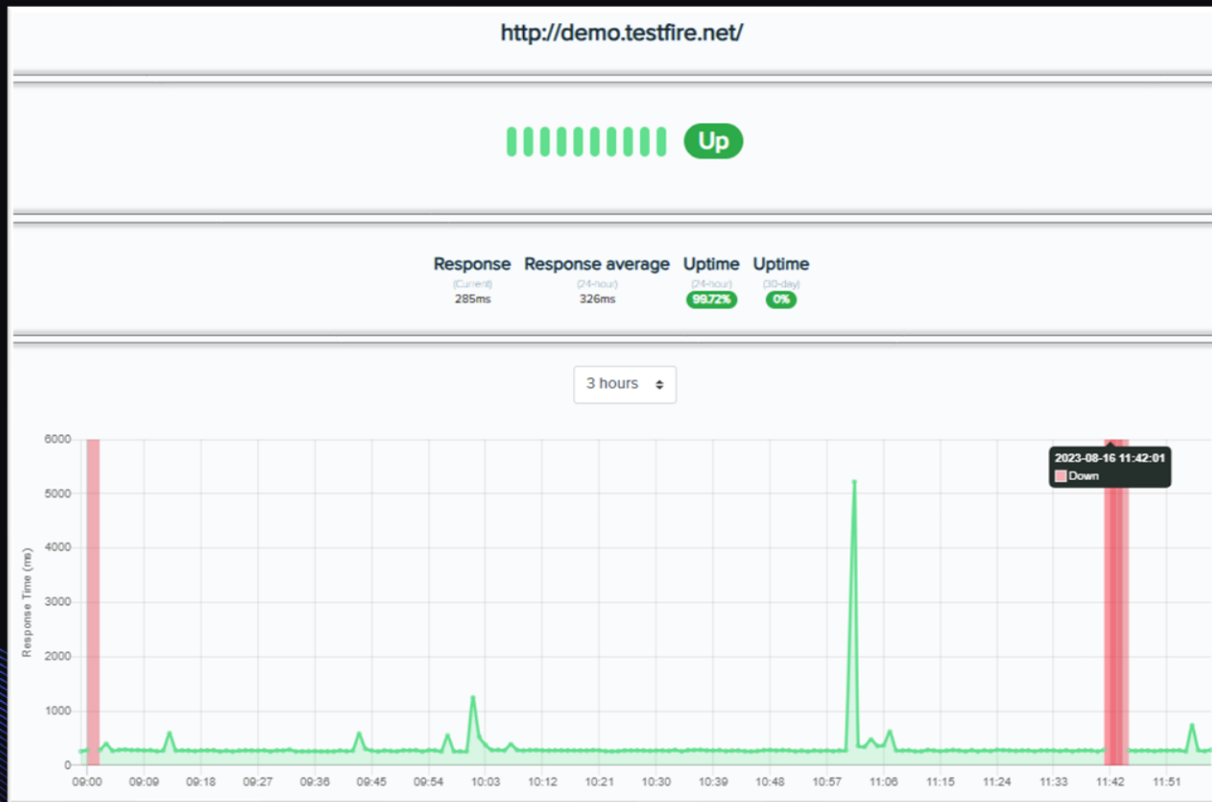 http://demo.testfire.net/
Up
Response Response average Uptime Uptime
(Current) (24-hour) (24-hour) (30-day)
285ms 326ms 99.72% 0%
3 hours
6000
5000
4000
3000
2000
1000
0
Response Time (ms)
2023-08-16 11:42:01
Down
09:00 09:09 09:18 09:27 09:36 09:45 09:54 10:03 10:12 10:21 10:30 10:39 10:48 10:57 11:06 11:15 11:24 11:33 11:42 11:51